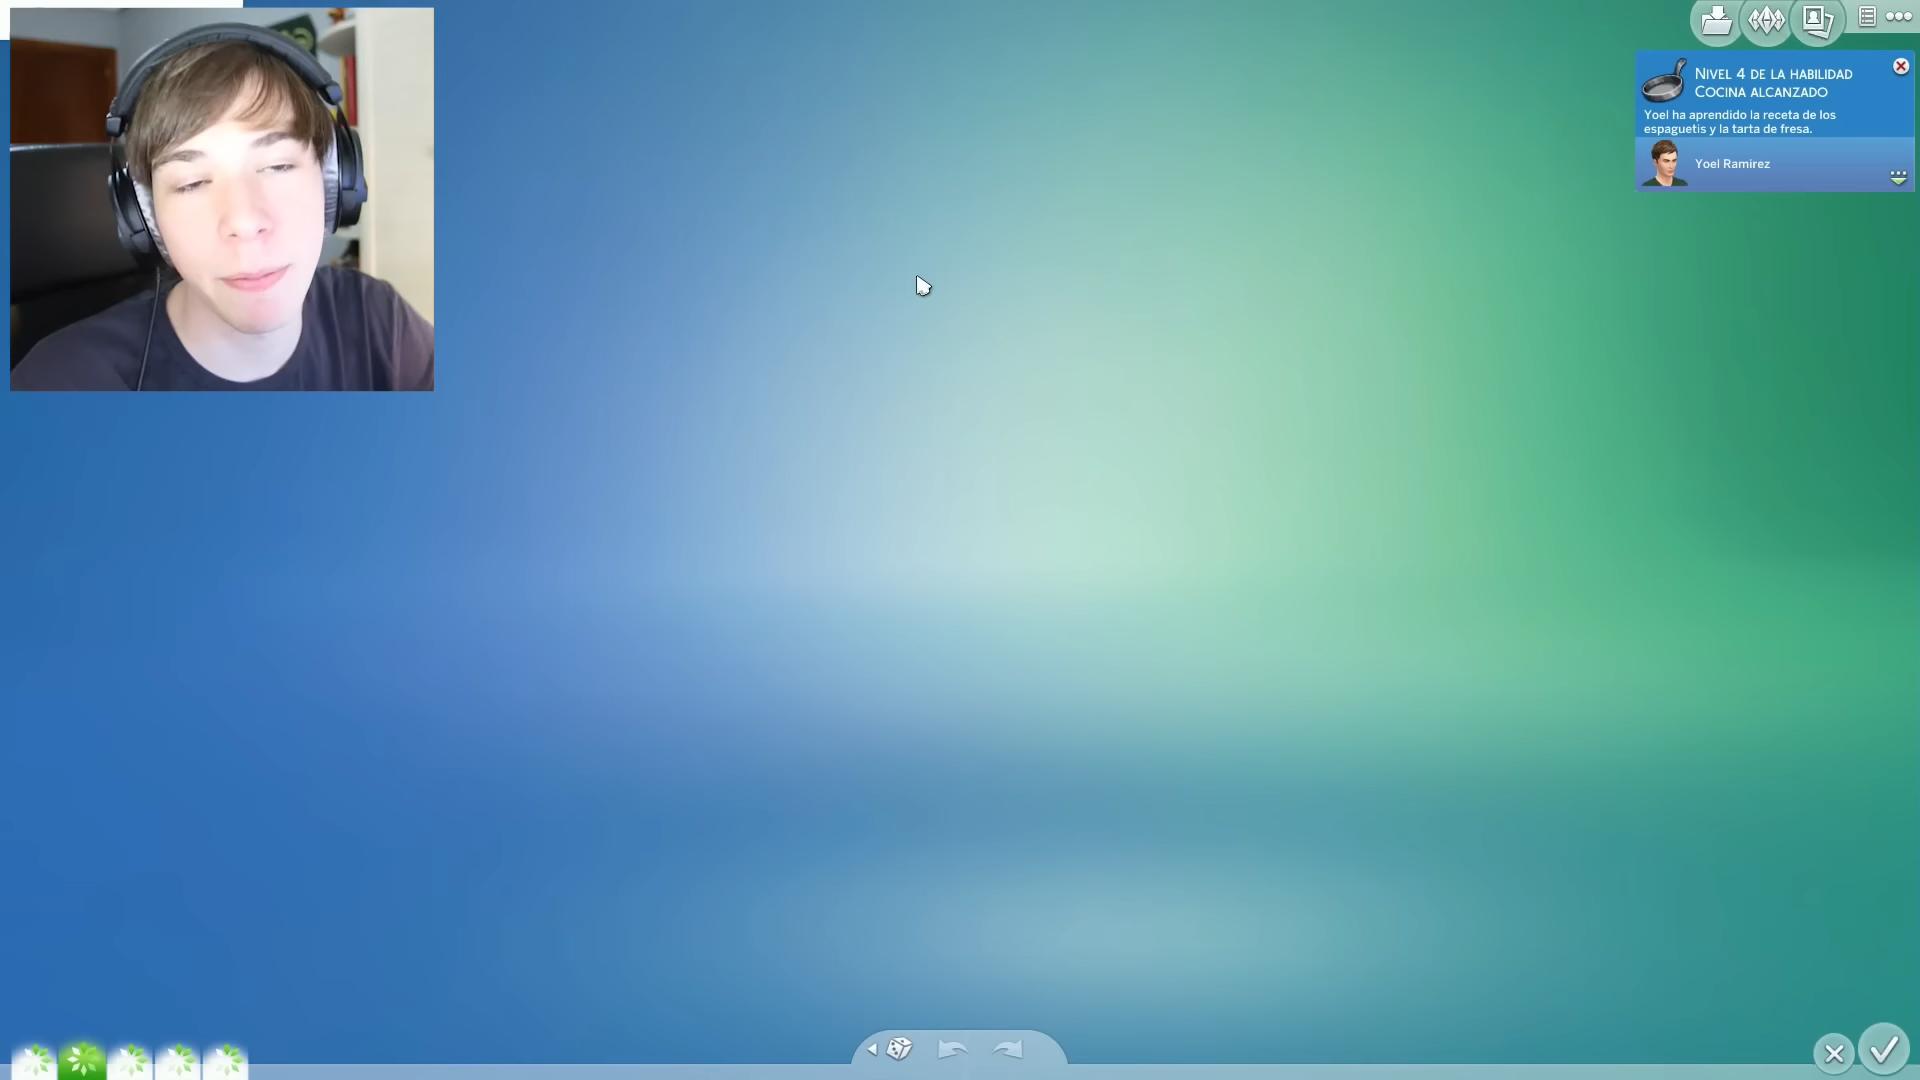 NIVEL 4 DE LA HABILIDAD
COCINA ALCANZADO
Yoel ha aprendido la receta de los
espaguetis y la tarta de fresa.
Yoel Ramirez